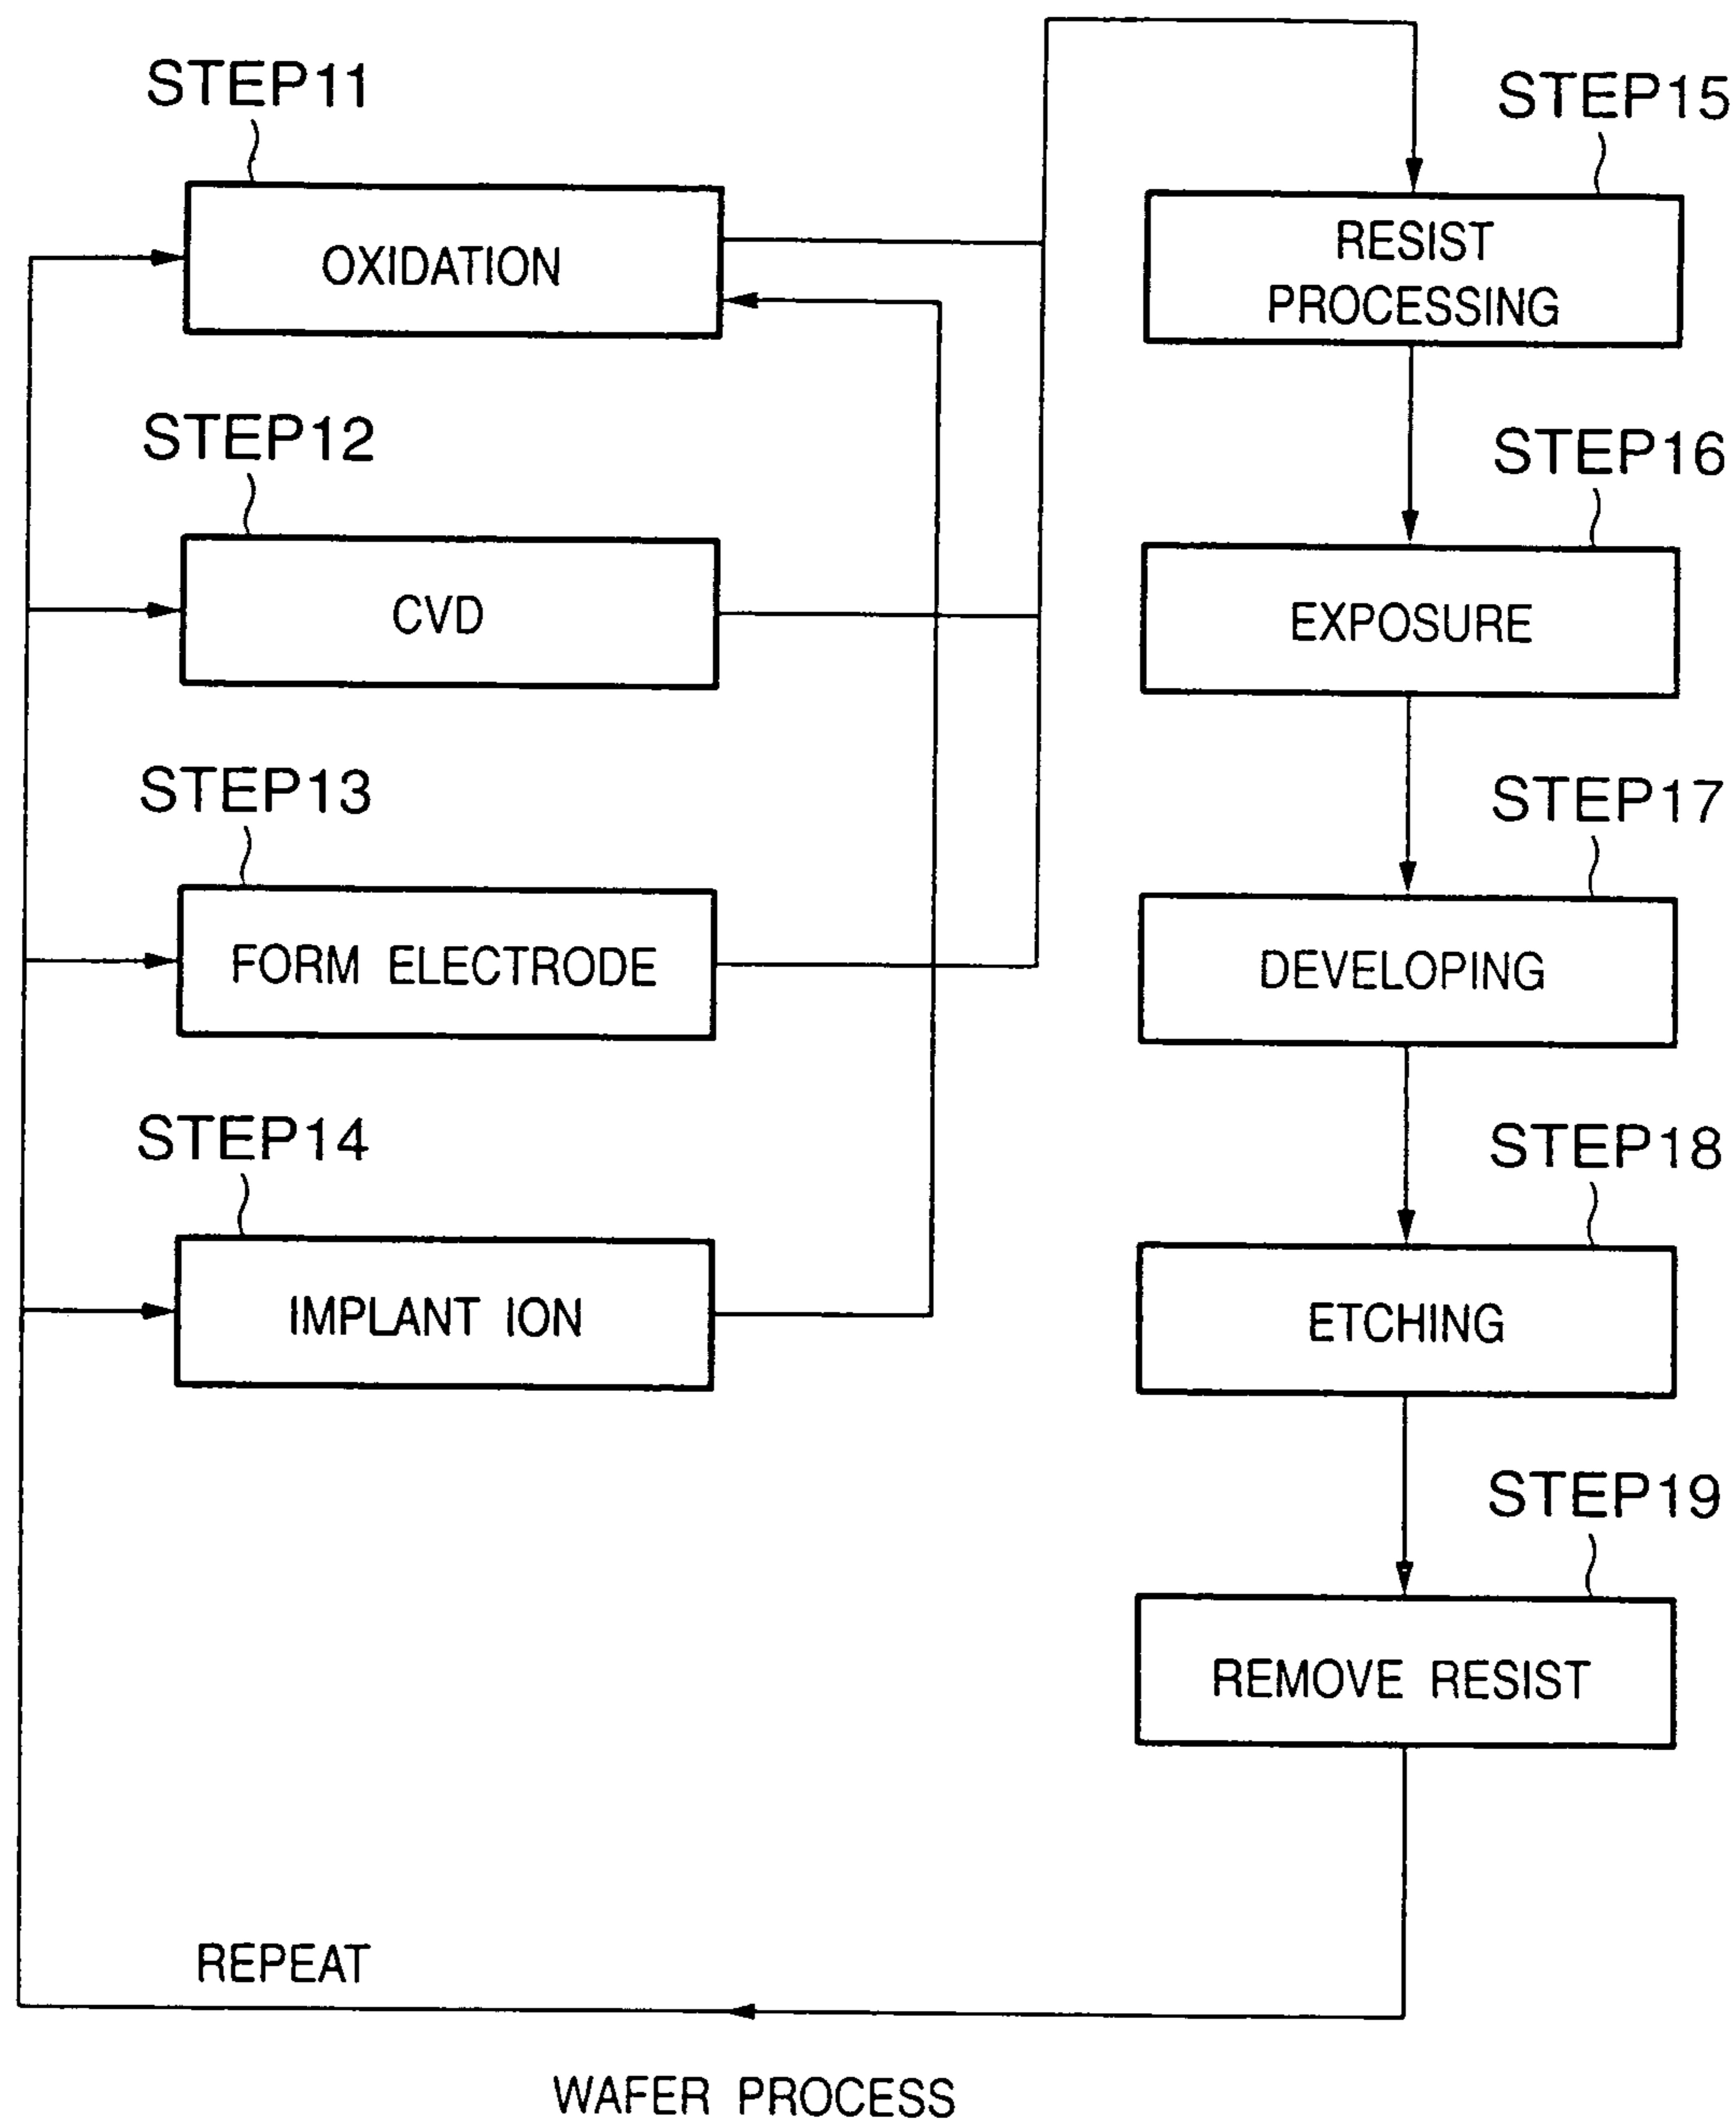 STEP11
OXIDATION
STEP12
CVD
STEP13
FORM ELECTRODE
STEP14
IMPLANT ION
STEP15
RESIST
PROCESSING
STEP16
EXPOSURE
STEP17
DEVELOPING
STEP18
ETCHING
STEP19
REMOVE RESIST
REPEAT
WAFER PROCESS